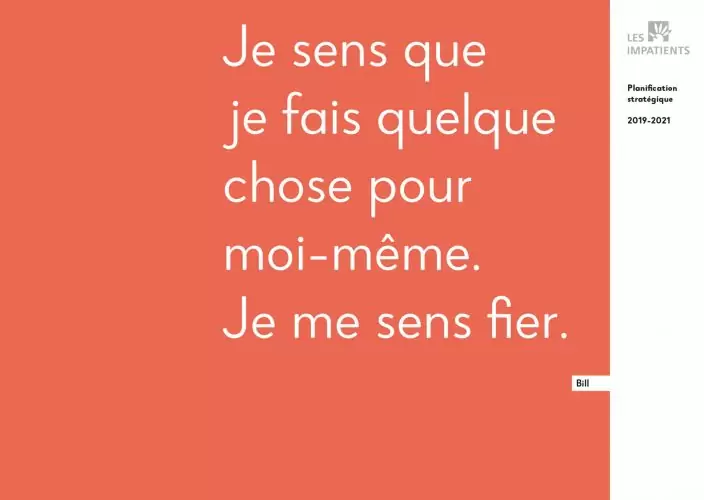 Je sens que
je fais quelque
chose pour
moi-même.
Je me sens fier.
Bill
LES
IMPATIENTS
Planification
stratégique
2019-2021